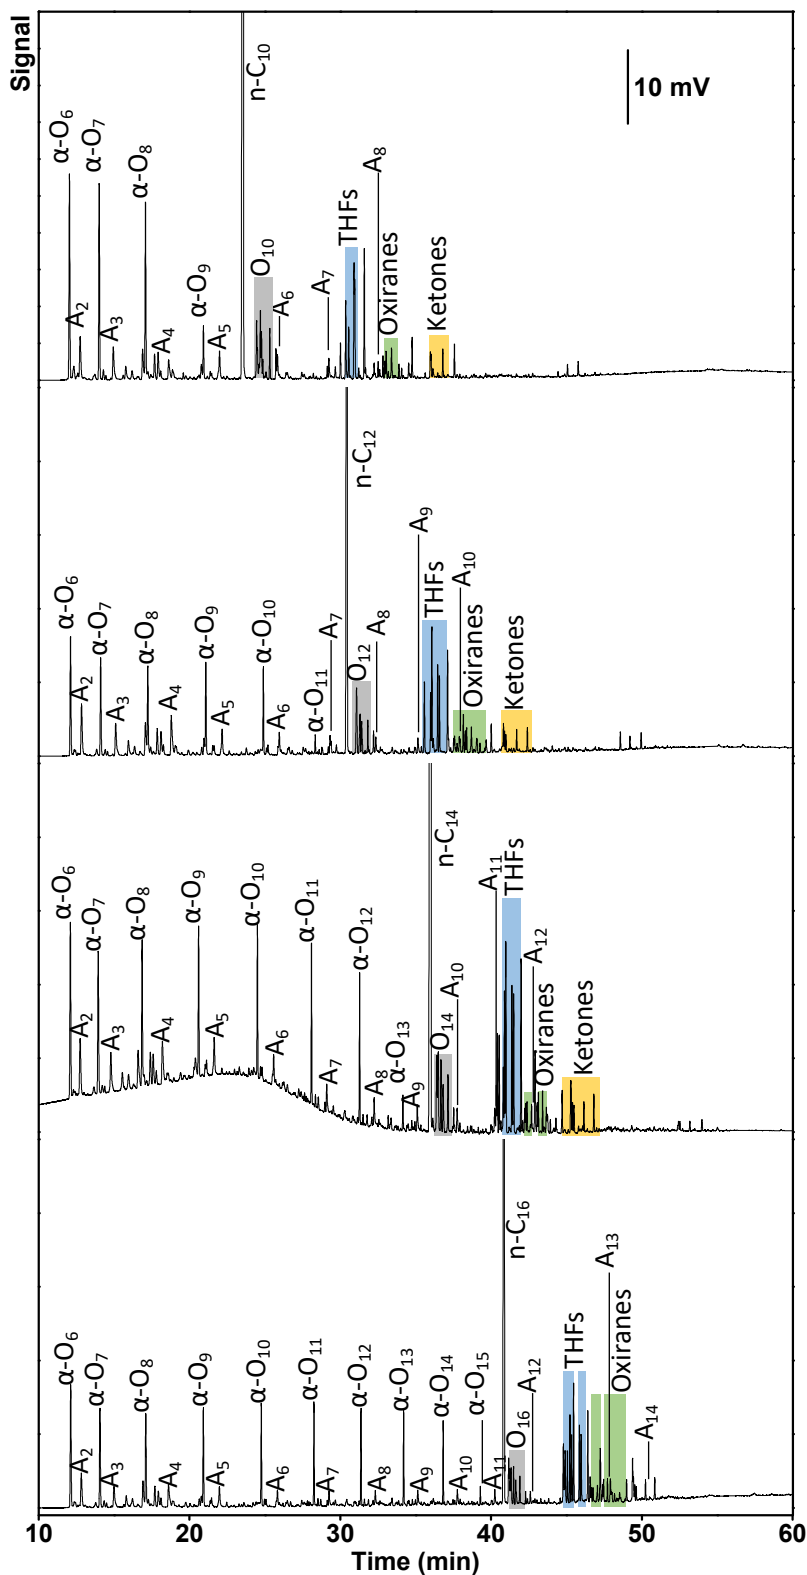 Signal
10 mV
α-O₆
A₂
α-O₇
A₃
α-O₈
A₄
α-O₉
A₅
n-C₁₀
O₁₀
A₆
A₇
THFs
A₈
Oxiranes
Ketones
α-O₆
A₂
α-O₇
A₃
α-O₈
A₄
α-O₉
A₅
α-O₁₀
A₆
α-O₁₁
A₇
n-C₁₂
O₁₂
A₈
A₉
THFs
A₁₀
Oxiranes
Ketones
α-O₆
A₂
α-O₇
A₃
α-O₈
A₄
α-O₉
A₅
α-O₁₀
A₆
α-O₁₁
A₇
α-O₁₂
A₈
α-O₁₃
A₉
n-C₁₄
O₁₄
A₁₀
A₁₁
THFs
A₁₂
Oxiranes
Ketones
α-O₆
A₂
α-O₇
A₃
α-O₈
A₄
α-O₉
A₅
α-O₁₀
A₆
α-O₁₁
A₇
α-O₁₂
A₈
α-O₁₃
A₉
α-O₁₄
A₁₀
α-O₁₅
A₁₁
n-C₁₆
O₁₆
A₁₂
THFs
A₁₃
Oxiranes
A₁₄
10 20 30 40 50 60
Time (min)